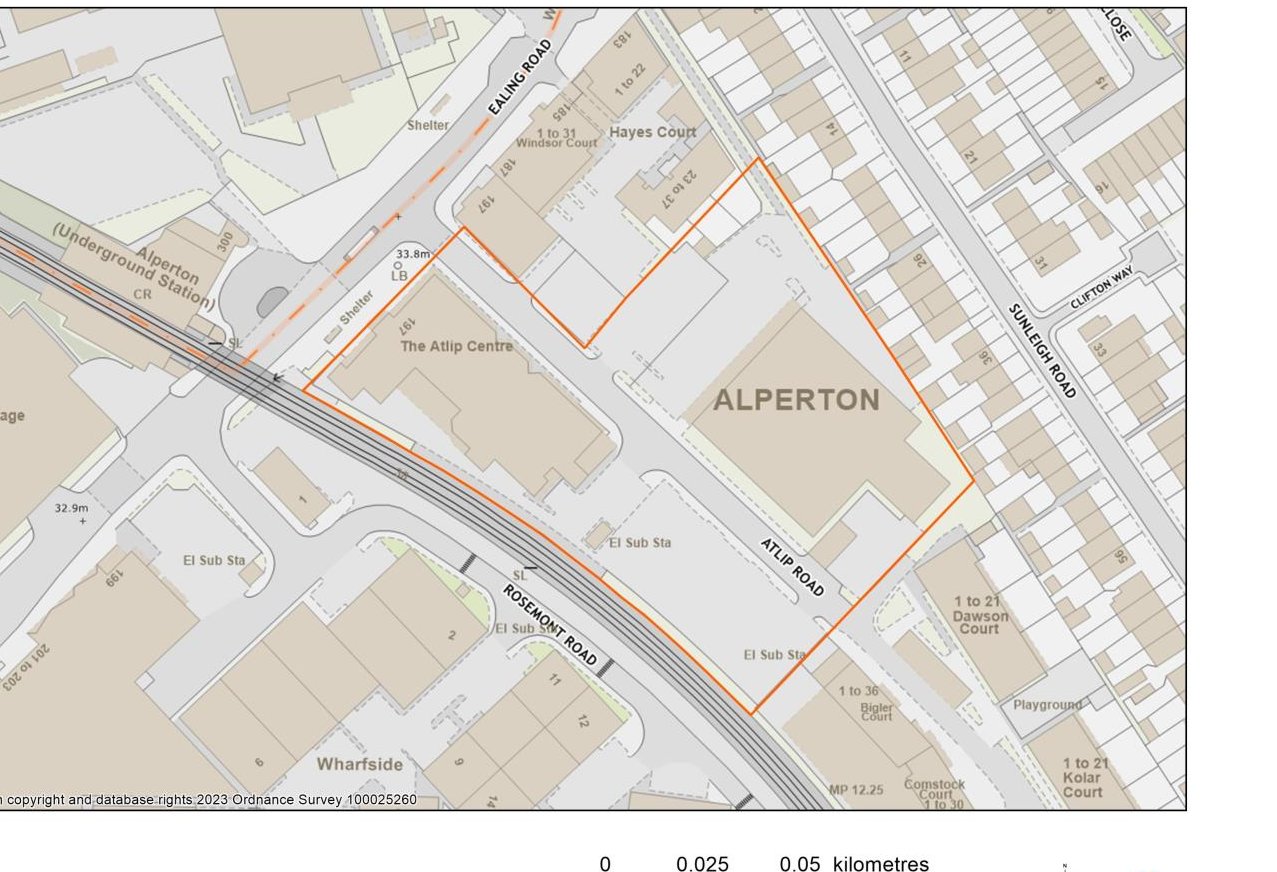 CLOSE
EALING ROAD
183
11
15
1 to 22
185
Shelter
1 to 31
Windsor Court
Hayes Court
14
21
187
16
23 to 37
197
300
Alperton
(Underground Station)
CR
33.8m
LB
26
31
CLIFTON WAY
Shelter
197
The Atlip Centre
SL
SUNLEIGH ROAD
33
36
ALPERTON
age
1
32.9m
El Sub Sta
El Sub Sta
ATLIP ROAD
56
SL
199
ROSEMONT ROAD
2
El Sub
1 to 21
Dawson
Court
201 to 203
El Sub Sta
11
12
1 to 36
Bigler
Court
Playground
9
9
Wharfside
14
1 to 21
Kolar
Court
MP 12.25
Comstock
Court
1 to 30
copyright and database rights 2023 Ordnance Survey 100025260
0 0.025 0.05 kilometres
N